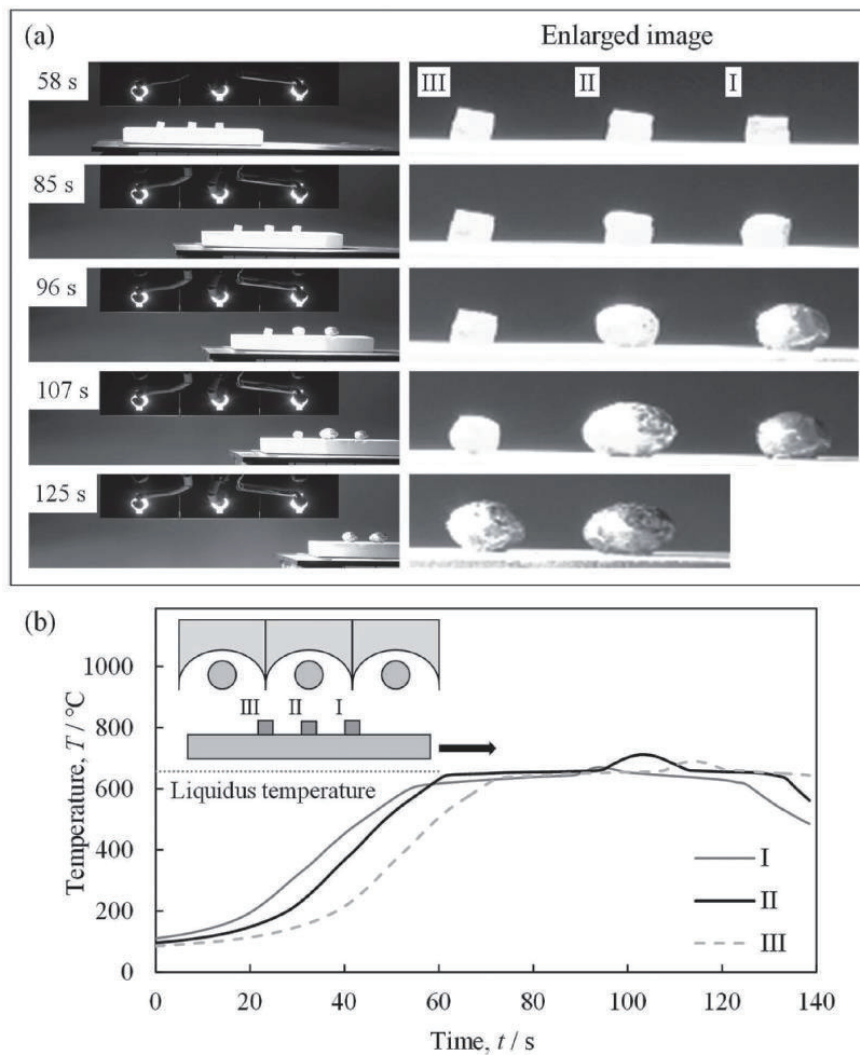 (a)
Enlarged image
58 s
III II I
85 s
96 s
107 s
125 s
(b)
Temperature, T / °C
1000
800
600
400
200
0
III II I
Liquidus temperature
I
II
III
0 20 40 60 80 100 120 140
Time, t / s